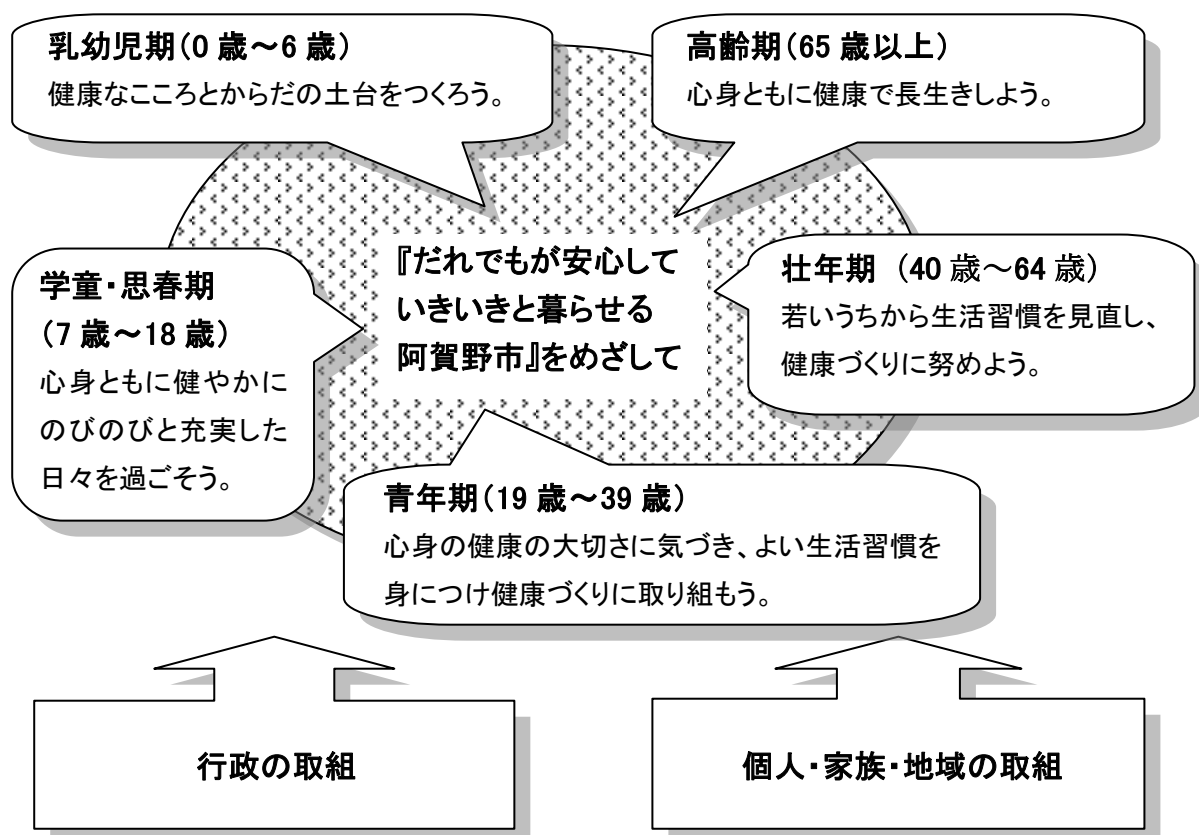 乳幼児期(0 歳～6 歳)
健康なこころとからだの土台をつくろう。
高齢期(65 歳以上)
心身ともに健康で長生きしよう。
『だれでもが安心して
いきいきと暮らせる
阿賀野市』をめざして
学童・思春期
(7 歳～18 歳)
心身ともに健やかに
のびのびと充実した
日々を過ごそう。
壮年期 (40 歳～64 歳)
若いうちから生活習慣を見直し、
健康づくりに努めよう。
青年期(19 歳～39 歳)
心身の健康の大切さに気づき、よい生活習慣を
身につけ健康づくりに取り組もう。
行政の取組
個人・家族・地域の取組